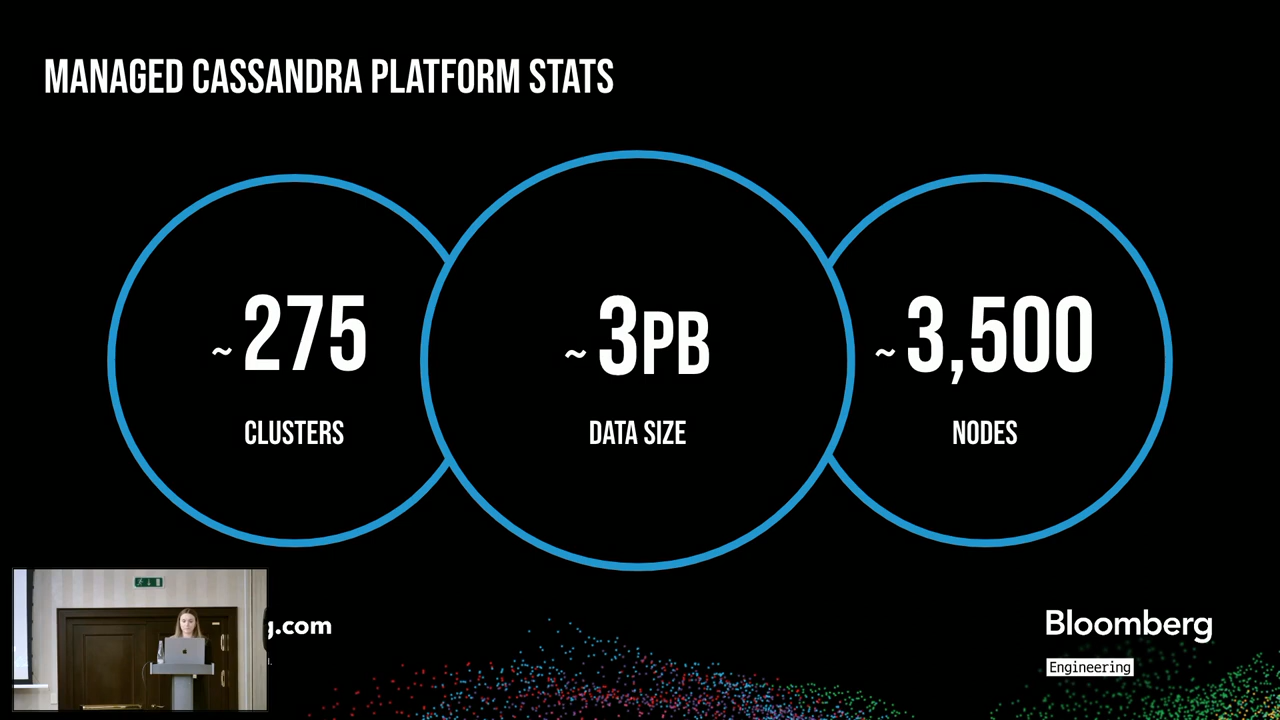 MANAGED CASSANDRA PLATFORM STATS
~275
CLUSTERS
~3PB
DATA SIZE
~3,500
NODES
g.com
Bloomberg
Engineering